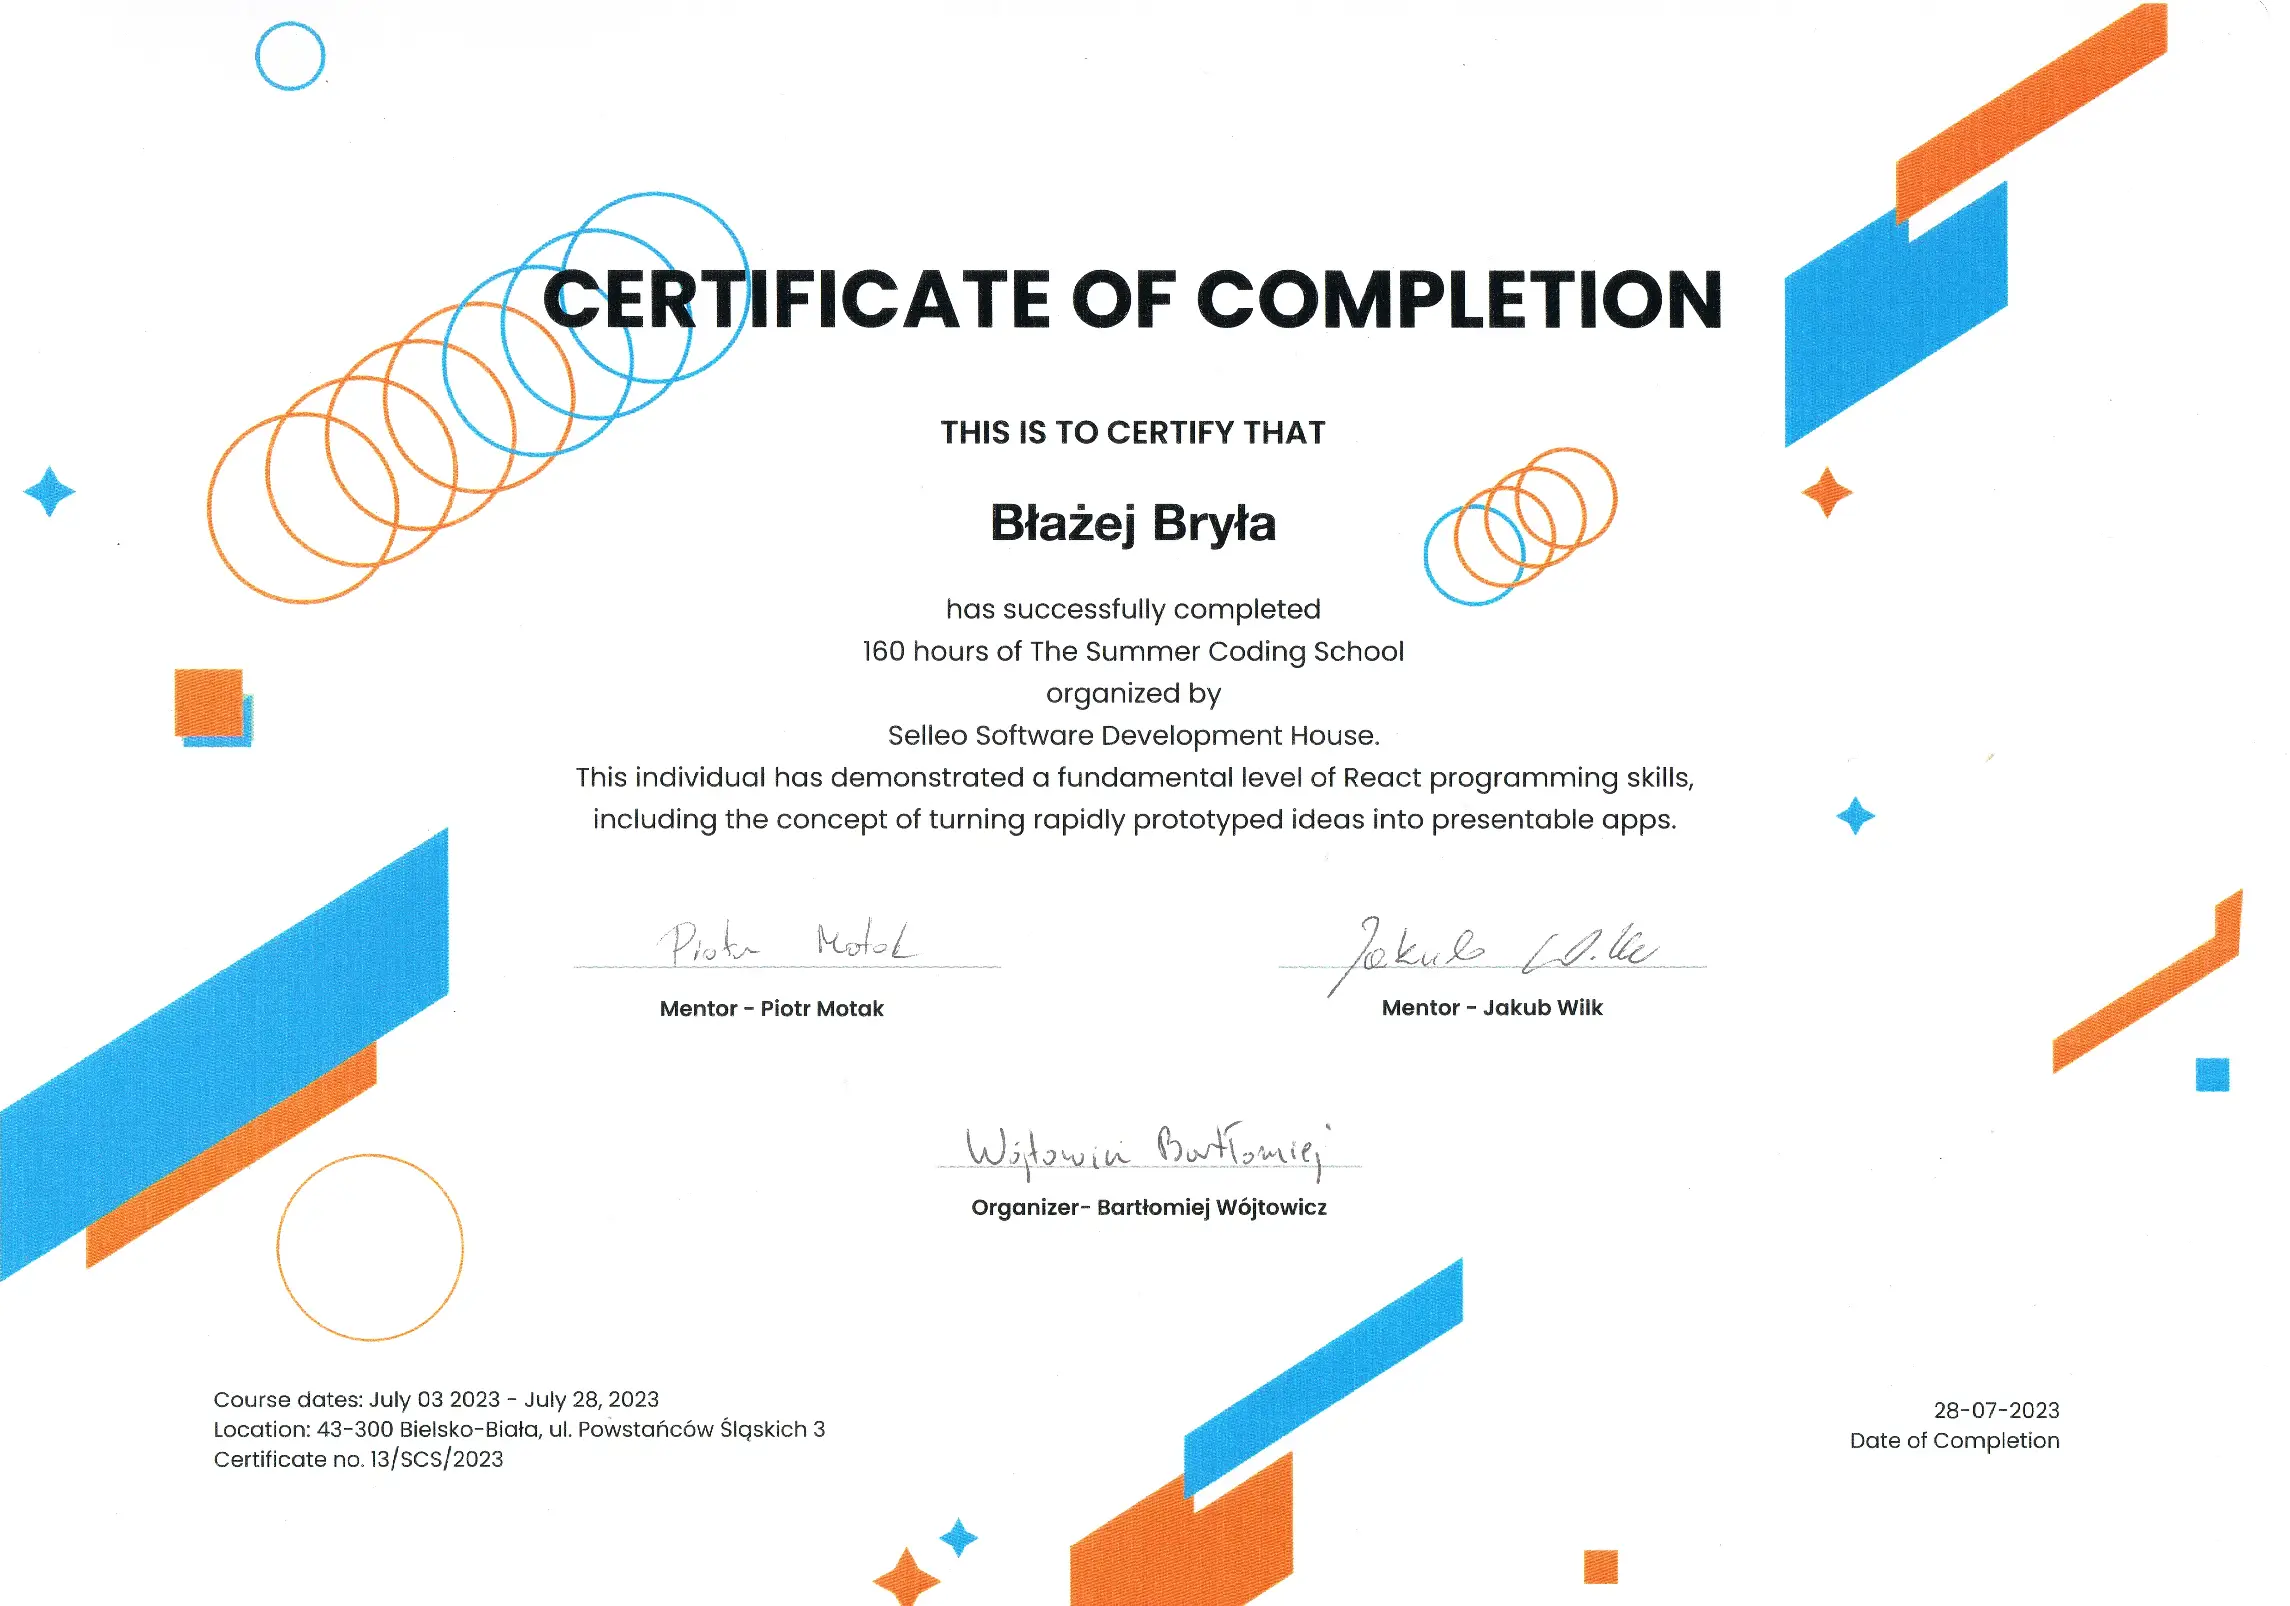 CERTIFICATE OF COMPLETION
THIS IS TO CERTIFY THAT
Błażej Bryła
has successfully completed
160 hours of The Summer Coding School
organized by
Selleo Software Development House.
This individual has demonstrated a fundamental level of React programming skills,
including the concept of turning rapidly prototyped ideas into presentable apps.
Piotr Motak
Jakub Wilk
Mentor - Piotr Motak
Mentor - Jakub Wilk
Wójtowicz Bartłomiej
Organizer- Bartłomiej Wójtowicz
Course dates: July 03 2023 - July 28, 2023
Location: 43-300 Bielsko-Biała, ul. Powstańców Śląskich 3
Certificate no. 13/SCS/2023
28-07-2023
Date of Completion